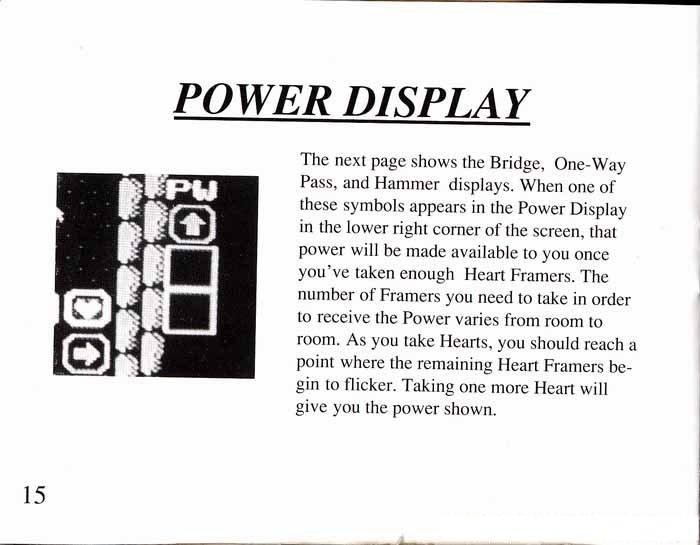 POWER DISPLAY
PW
The next page shows the Bridge, One-Way
Pass, and Hammer displays. When one of
these symbols appears in the Power Display
in the lower right corner of the screen, that
power will be made available to you once
you've taken enough Heart Framers. The
number of Framers you need to take in order
to receive the Power varies from room to
room. As you take Hearts, you should reach a
point where the remaining Heart Framers be-
gin to flicker. Taking one more Heart will
give you the power shown.
15